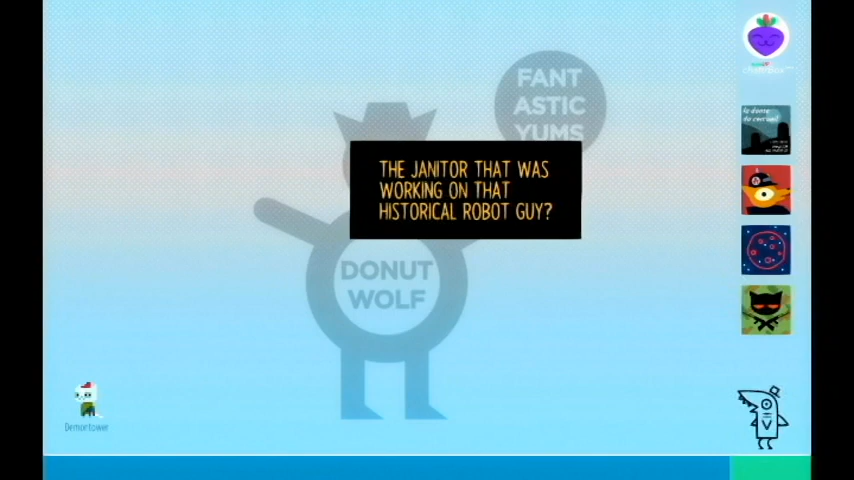 FANT
ASTIC
YUMS
THE JANITOR THAT WAS
WORKING ON THAT
HISTORICAL ROBOT GUY?
DONUT
WOLF
Demontower